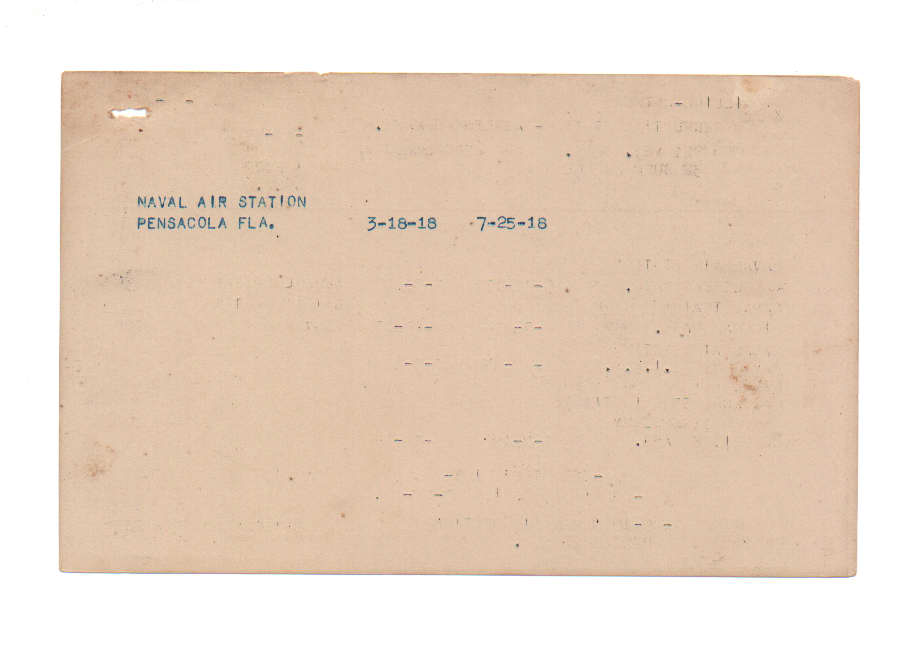 NAVAL AIR STATION
PENSACOLA FLA. 3-18-18 7-25-18